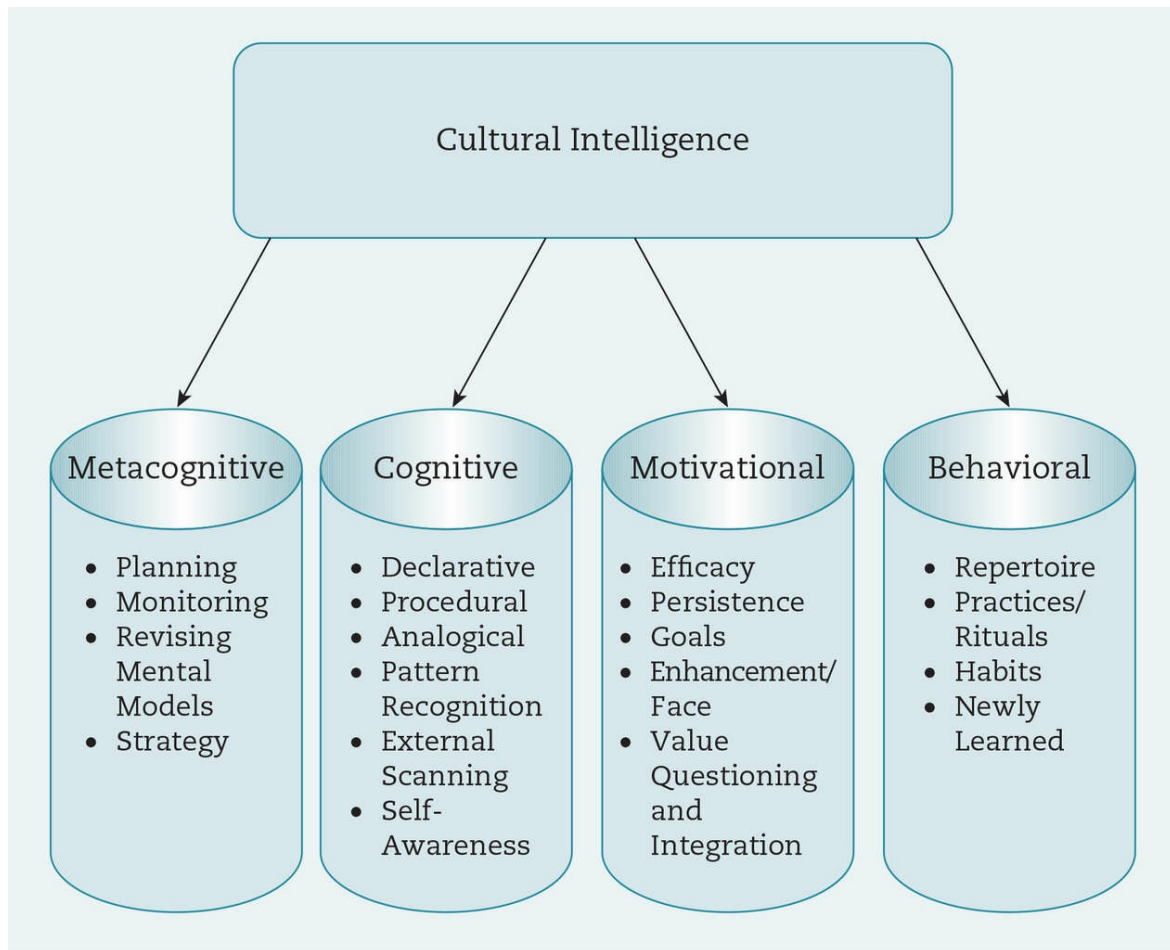 Cultural Intelligence
Metacognitive
• Planning
• Monitoring
• Revising
Mental
Models
• Strategy
Cognitive
• Declarative
• Procedural
• Analogical
• Pattern
Recognition
• External
Scanning
• Self-
Awareness
Motivational
• Efficacy
• Persistence
• Goals
• Enhancement/
Face
• Value
Questioning
and
Integration
Behavioral
• Repertoire
• Practices/
Rituals
• Habits
• Newly
Learned